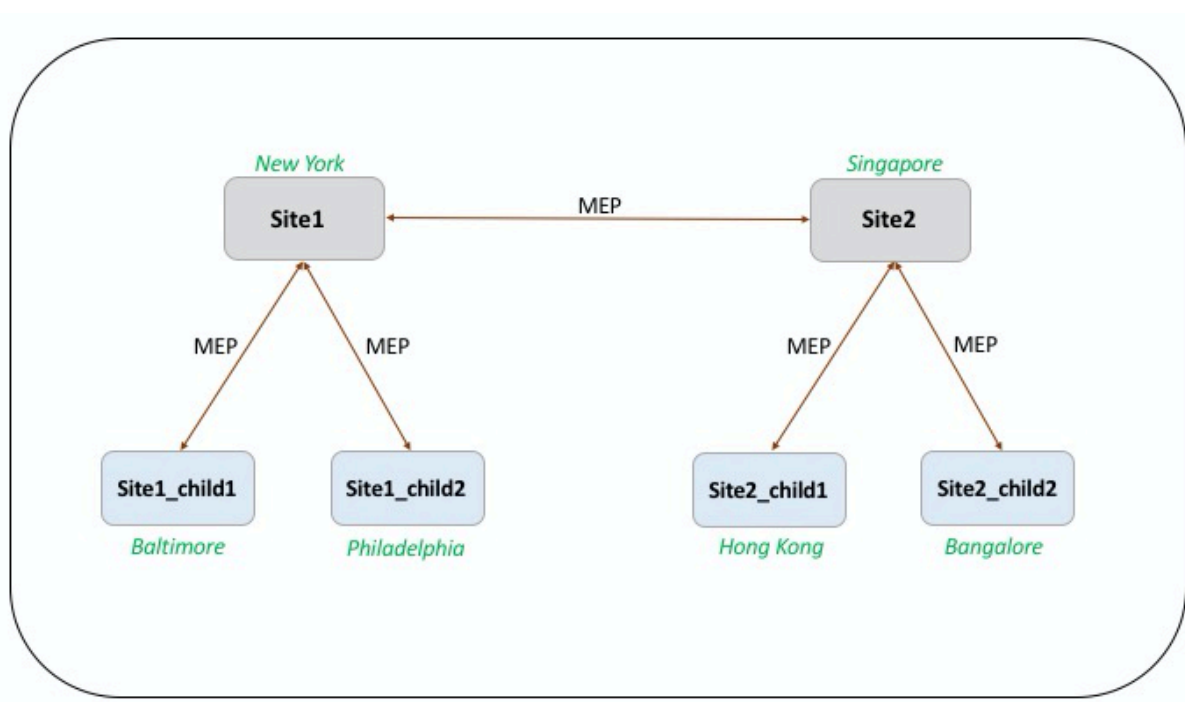 New York
Singapore
Site1
MEP
Site2
MEP
MEP
MEP
MEP
Site1_child1
Site1_child2
Site2_child1
Site2_child2
Baltimore
Philadelphia
Hong Kong
Bangalore